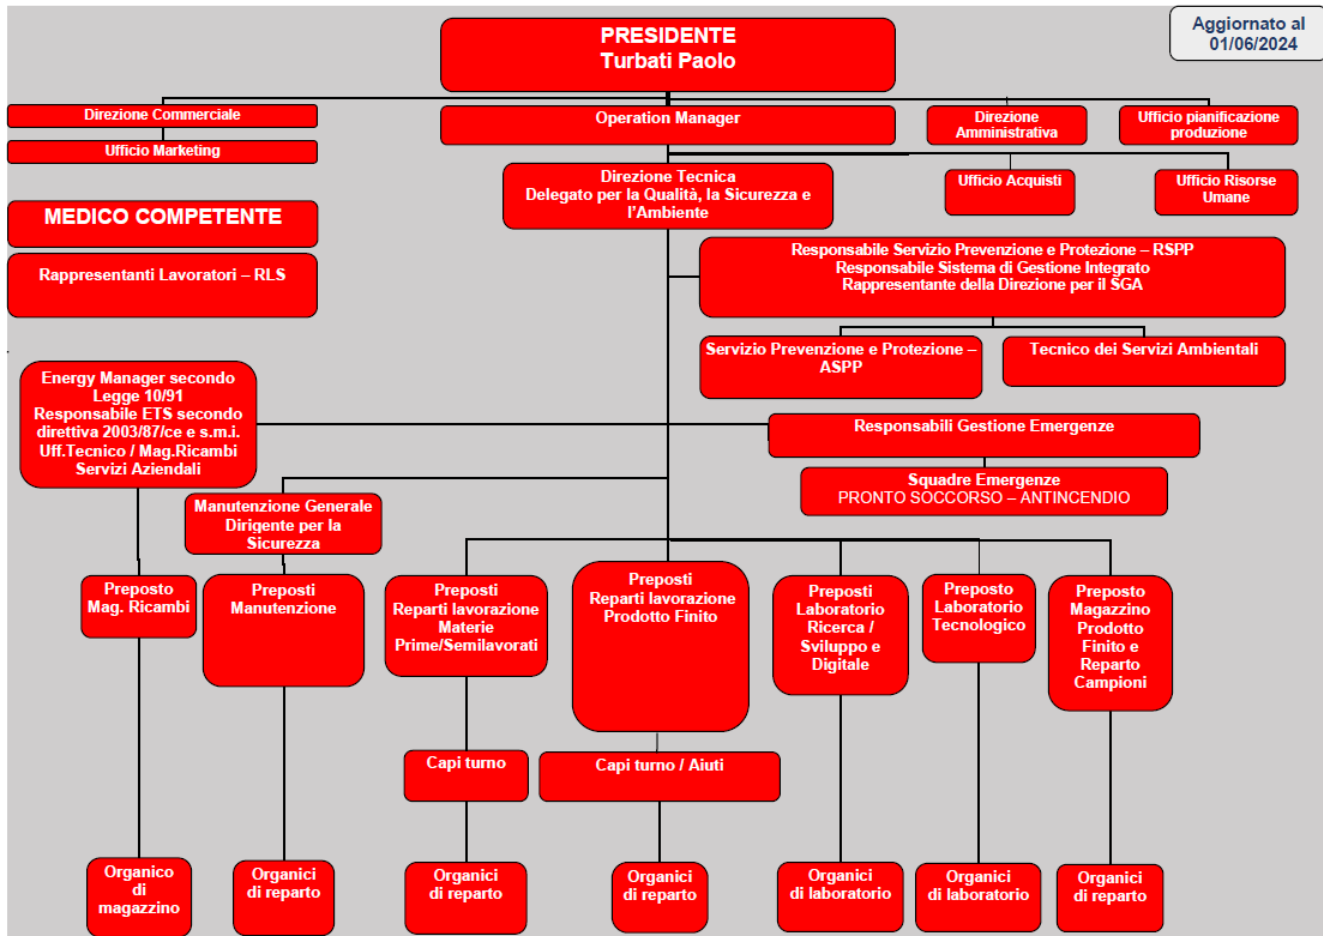 PRESIDENTE
Turbati Paolo
Aggiornato al
01/06/2024
Direzione Commerciale
Operation Manager
Direzione
Amministrativa
Ufficio pianificazione
produzione
Ufficio Marketing
Direzione Tecnica
Delegato per la Qualità, la Sicurezza e
l'Ambiente
Ufficio Acquisti
Ufficio Risorse
Umane
MEDICO COMPETENTE
Rappresentanti Lavoratori – RLS
Responsabile Servizio Prevenzione e Protezione – RSPP
Responsabile Sistema di Gestione Integrato
Rappresentante della Direzione per il SGA
Servizio Prevenzione e Protezione –
ASPP
Tecnico dei Servizi Ambientali
Energy Manager secondo
Legge 10/91
Responsabile ETS secondo
direttiva 2003/87/ce e s.m.i.
Uff.Tecnico / Mag.Ricambi
Servizi Aziendali
Responsabili Gestione Emergenze
Squadre Emergenze
PRONTO SOCCORSO – ANTINCENDIO
Manutenzione Generale
Dirigente per la
Sicurezza
Preposto
Mag. Ricambi
Preposti
Manutenzione
Preposti
Reparti lavorazione
Materie
Prime/Semilavorati
Preposti
Reparti lavorazione
Prodotto Finito
Preposti
Laboratorio
Ricerca /
Sviluppo e
Digitale
Preposto
Laboratorio
Tecnologico
Preposto
Magazzino
Prodotto
Finito e
Reparto
Campioni
Capi turno
Capi turno / Aiuti
Organico
di
magazzino
Organici
di reparto
Organici
di reparto
Organici
di reparto
Organici
di laboratorio
Organici
di laboratorio
Organici
di reparto